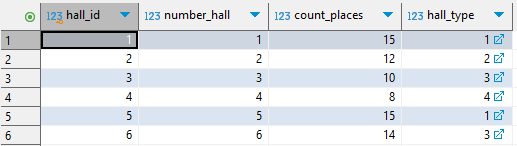 123 hall_id 123 number_hall 123 count_places 123 hall_type
1 1 1 15 1
2 2 2 12 2
3 3 3 10 3
4 4 4 8 4
5 5 5 15 1
6 6 6 14 3